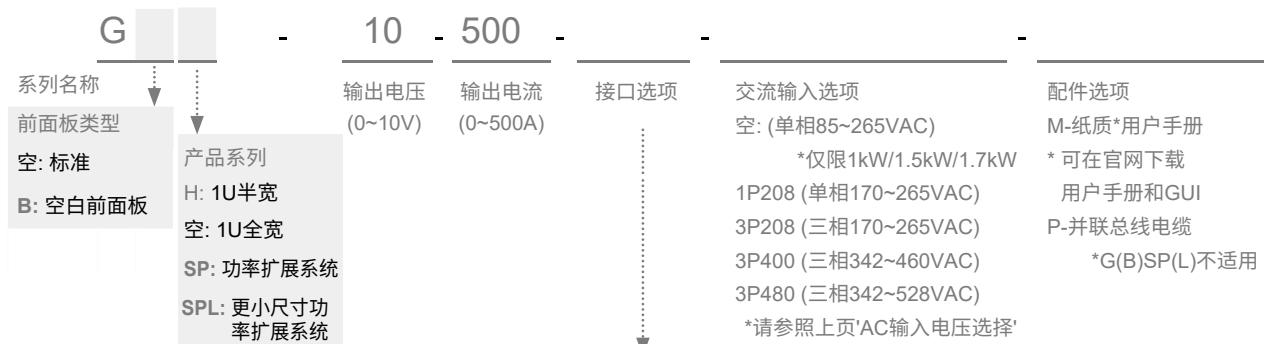 G - 10 - 500 - - -
系列名称
前面板类型
空: 标准
B: 空白前面板
产品系列
H: 1U半宽
空: 1U全宽
SP: 功率扩展系统
SPL: 更小尺寸功
率扩展系统
输出电压
(0~10V)
输出电流
(0~500A)
接口选项
交流输入选项
空: (单相85~265VAC)
*仅限1kW/1.5kW/1.7kW
1P208 (单相170~265VAC)
3P208 (三相170~265VAC)
3P400 (三相342~460VAC)
3P480 (三相342~528VAC)
*请参照上页'AC输入电压选择'
配件选项
M-纸质*用户手册
* 可在官网下载
用户手册和GUI
P-并联总线电缆
*G(B)SP(L)不适用